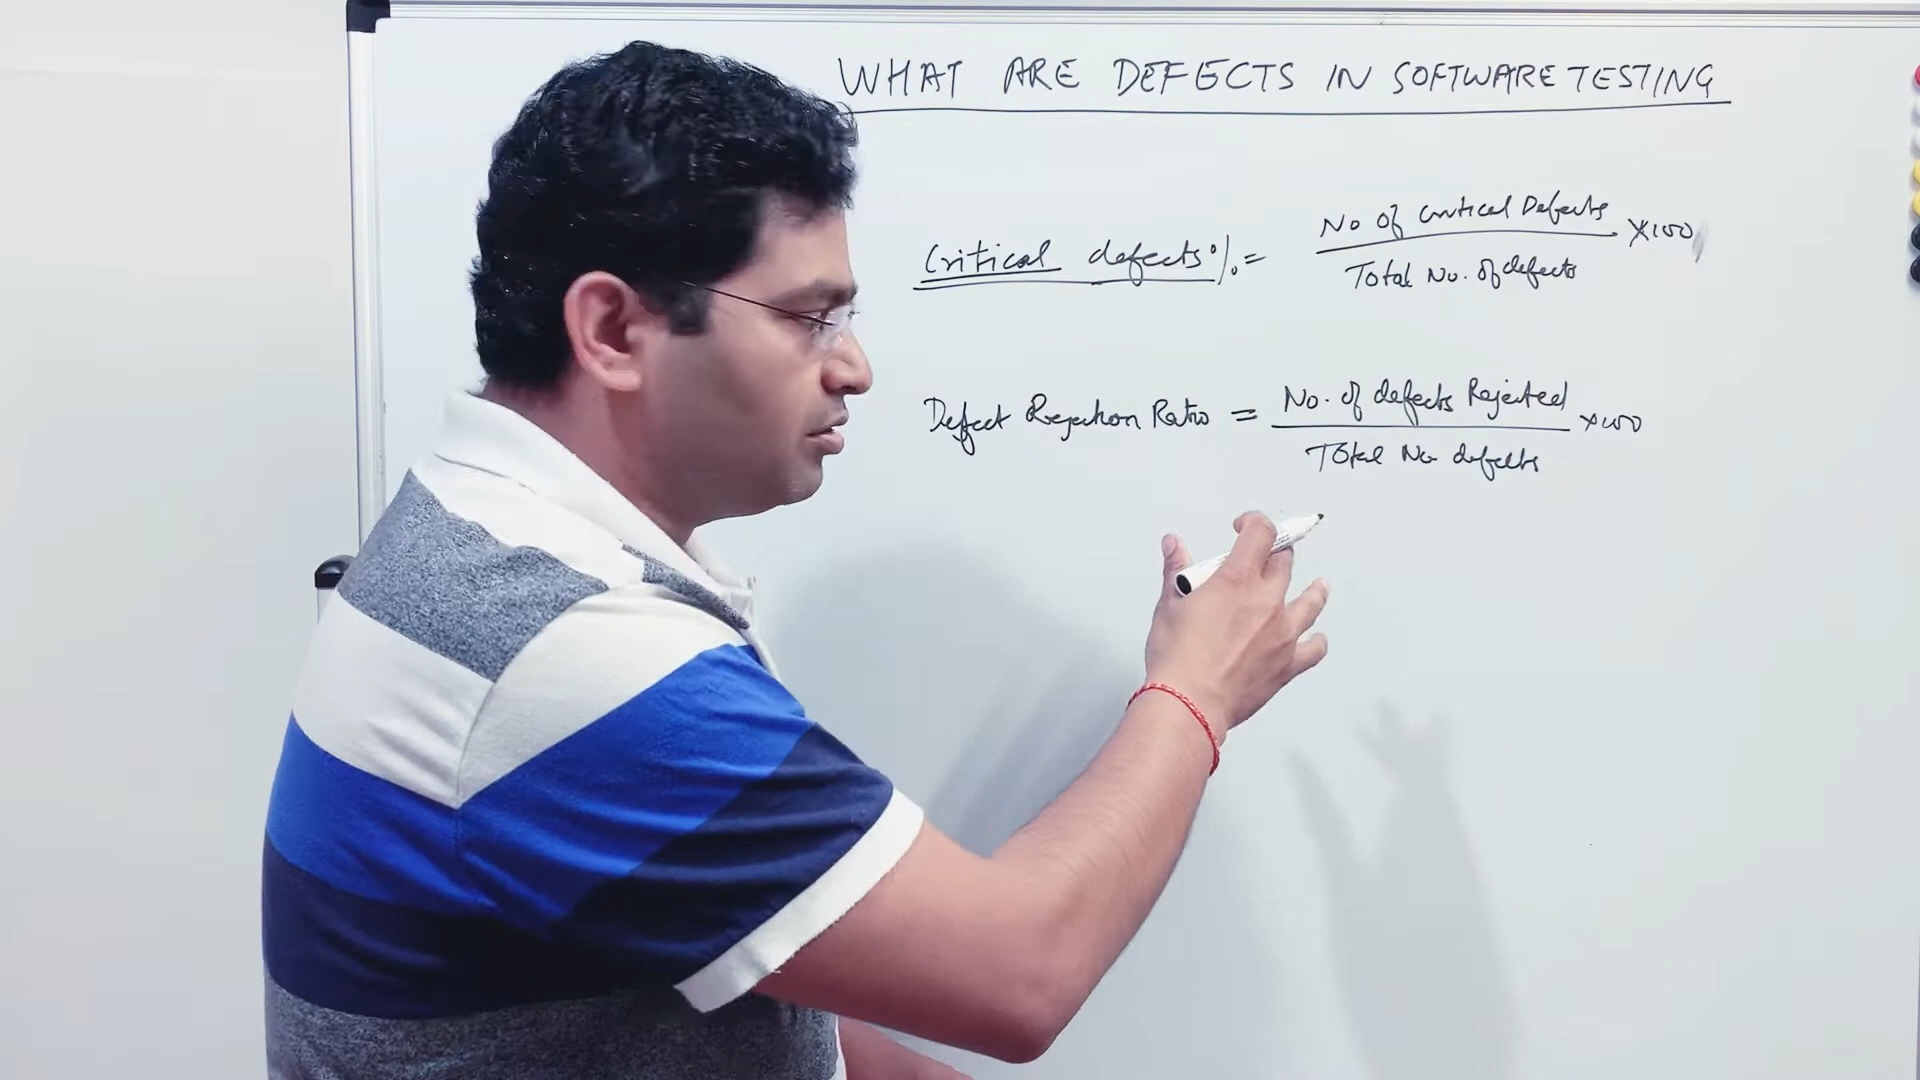 WHAT ARE DEFECTS IN SOFTWARE TESTING
Critical defects % = No of Critical Defects / Total No. of defects X100
Defect Rejection Ratio = No. of defects Rejected / Total No defects X100